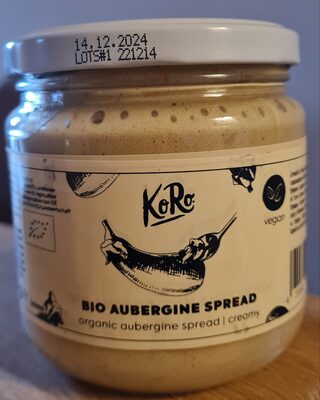 14.12.2024
LOTS#1 221214
KoRo
vegan
BIO AUBERGINE SPREAD
organic aubergine spread | creamy